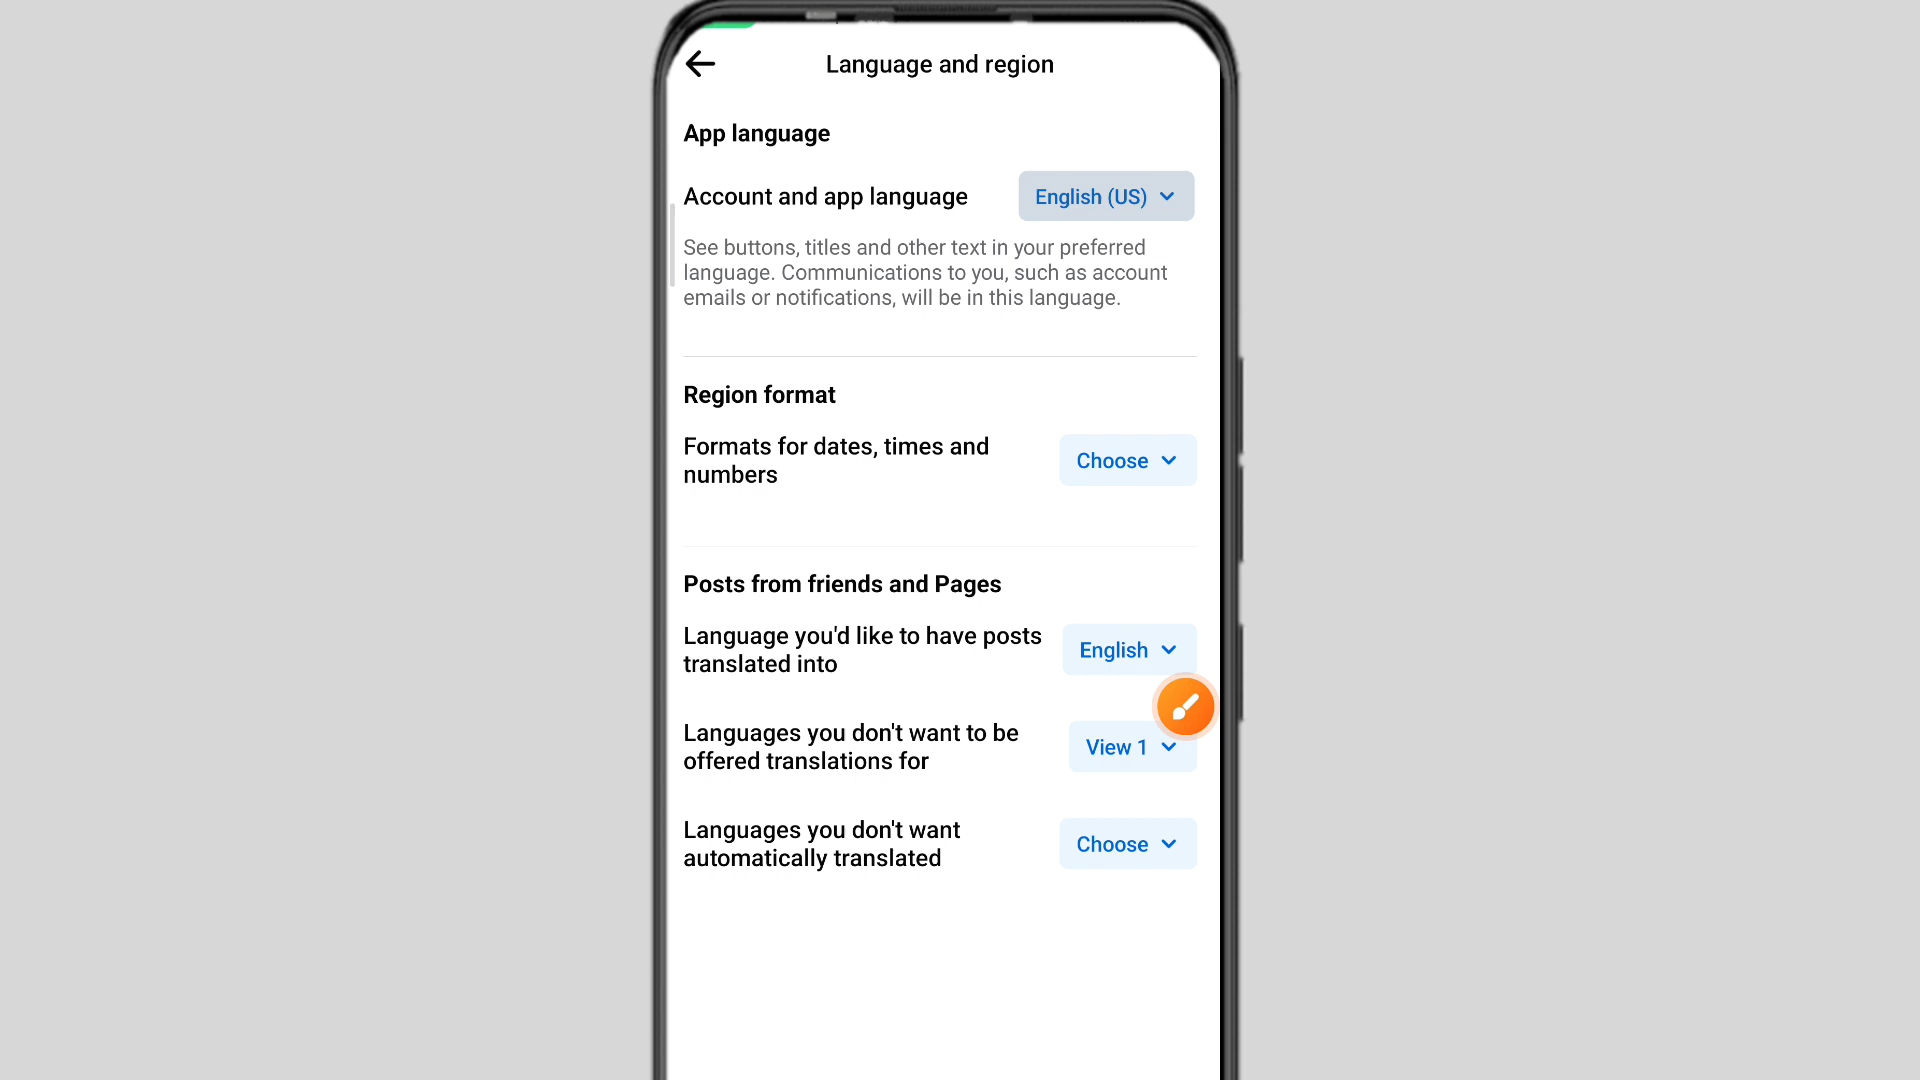 Language and region
App language
Account and app language
English (US)
See buttons, titles and other text in your preferred
language. Communications to you, such as account
emails or notifications, will be in this language.
Region format
Formats for dates, times and
numbers
Choose
Posts from friends and Pages
Language you'd like to have posts
translated into
English
Languages you don't want to be
offered translations for
View 1
Languages you don't want
automatically translated
Choose